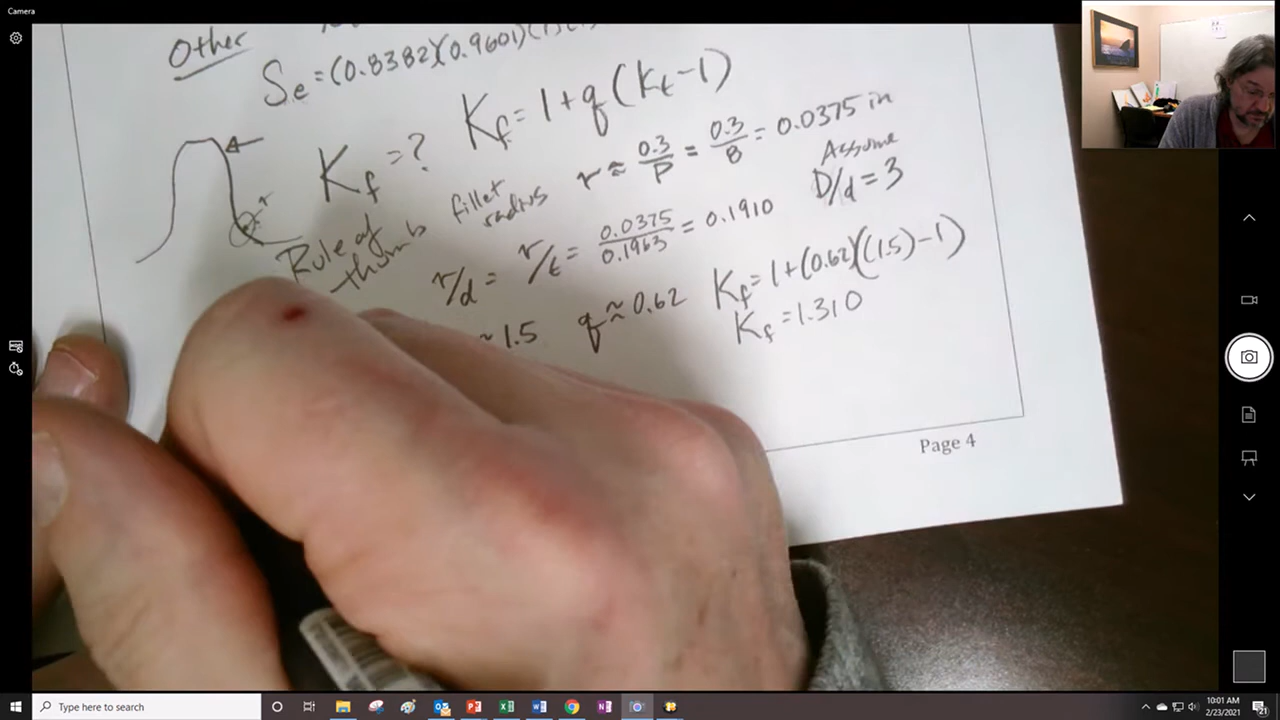 Camera
Other
Se = (0.8382)(0.9601)
Kf = ? Kf = 1 + q (Kt - 1)
Rule of thumb fillet radius r ≈ 0.3/P = 0.3/8 = 0.0375 in
Assume
D/d = 3
r/d = r/t = 0.0375/0.1963 = 0.1910
≈ 1.5 q ≈ 0.62 Kf = 1 + (0.62)((1.5) - 1)
Kf = 1.310
r
Page 4
Type here to search
10:01 AM
2/23/2021
21